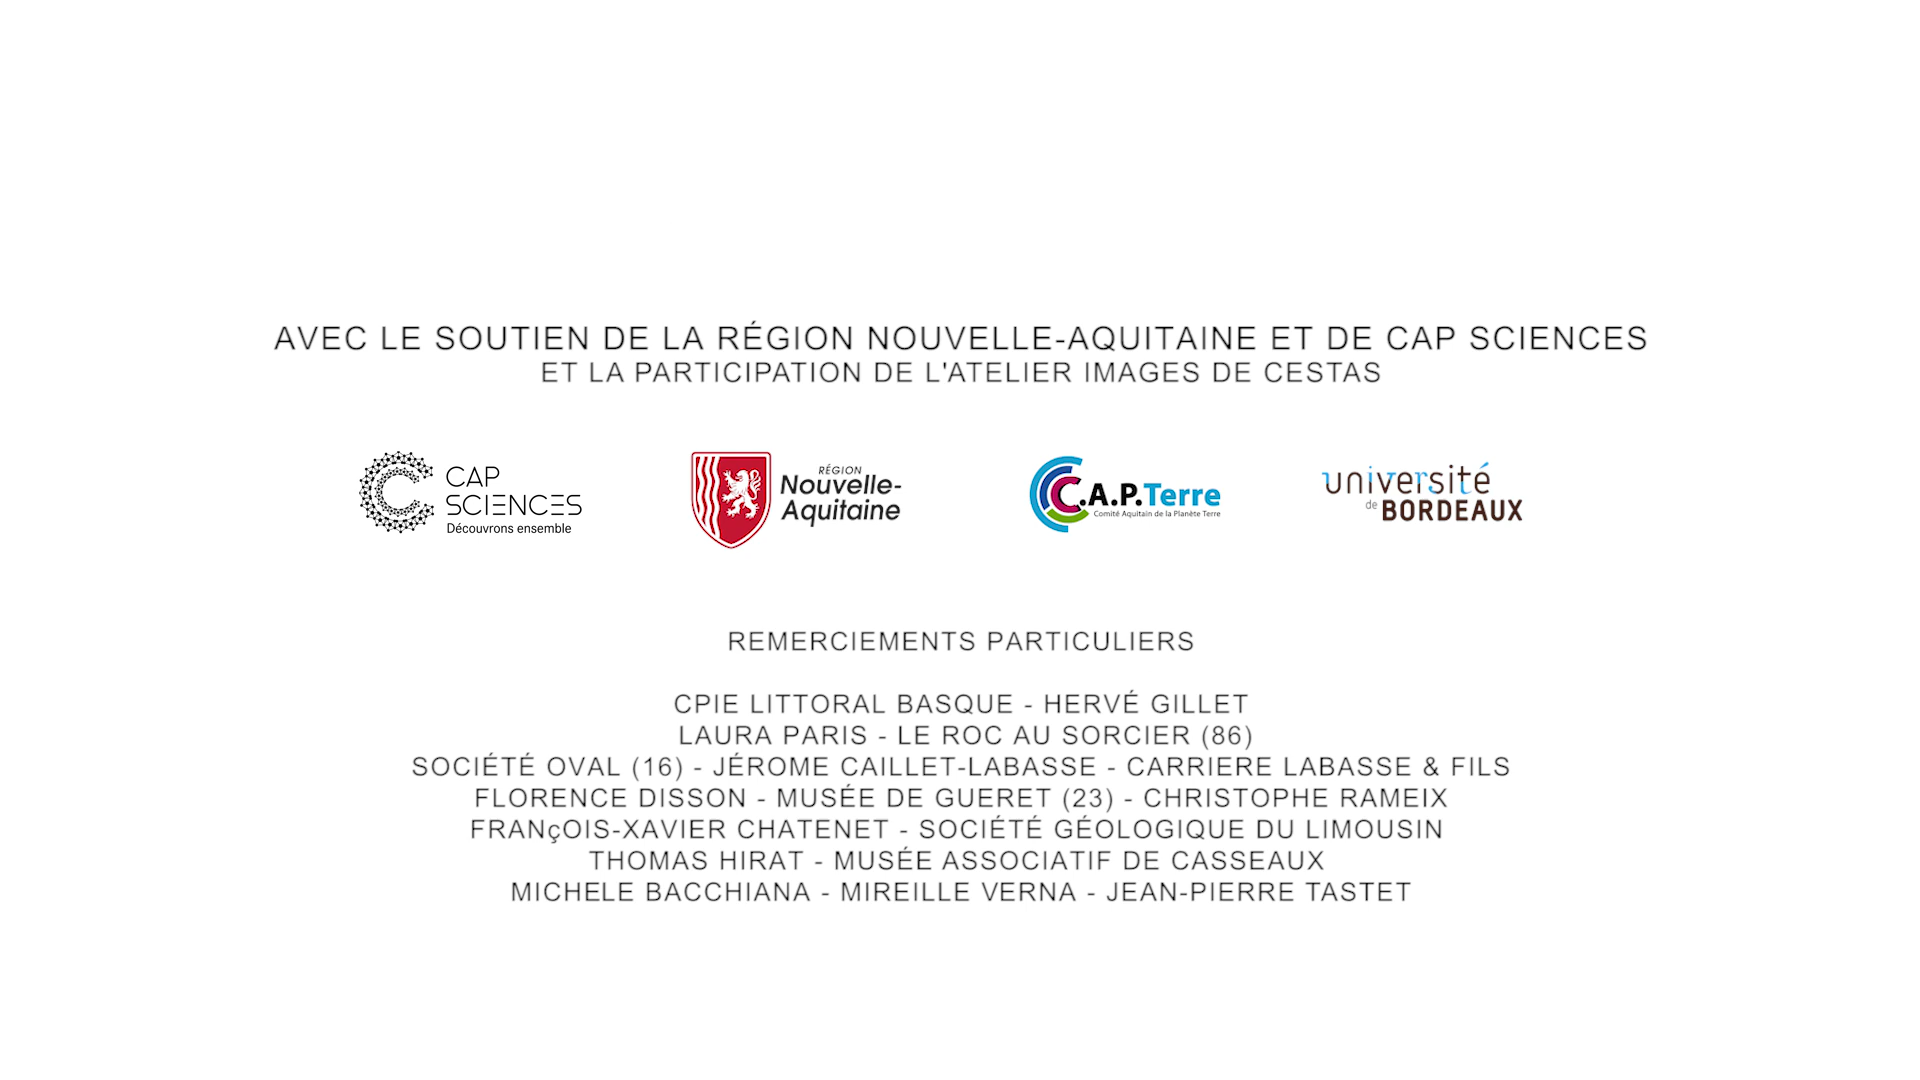 AVEC LE SOUTIEN DE LA RÉGION NOUVELLE-AQUITAINE ET DE CAP SCIENCES
ET LA PARTICIPATION DE L'ATELIER IMAGES DE CESTAS
CAP
SCIENCES
Découvrons ensemble
RÉGION
Nouvelle-
Aquitaine
C.A.P.Terre
Comité Aquitain de la Planète Terre
université
de BORDEAUX
REMERCIEMENTS PARTICULIERS
CPIE LITTORAL BASQUE - HERVÉ GILLET
LAURA PARIS - LE ROC AU SORCIER (86)
SOCIÉTÉ OVAL (16) - JÉROME CAILLET-LABASSE - CARRIERE LABASSE & FILS
FLORENCE DISSON - MUSÉE DE GUERET (23) - CHRISTOPHE RAMEIX
FRANçOIS-XAVIER CHATENET - SOCIÉTÉ GÉOLOGIQUE DU LIMOUSIN
THOMAS HIRAT - MUSÉE ASSOCIATIF DE CASSEAUX
MICHELE BACCHIANA - MIREILLE VERNA - JEAN-PIERRE TASTET